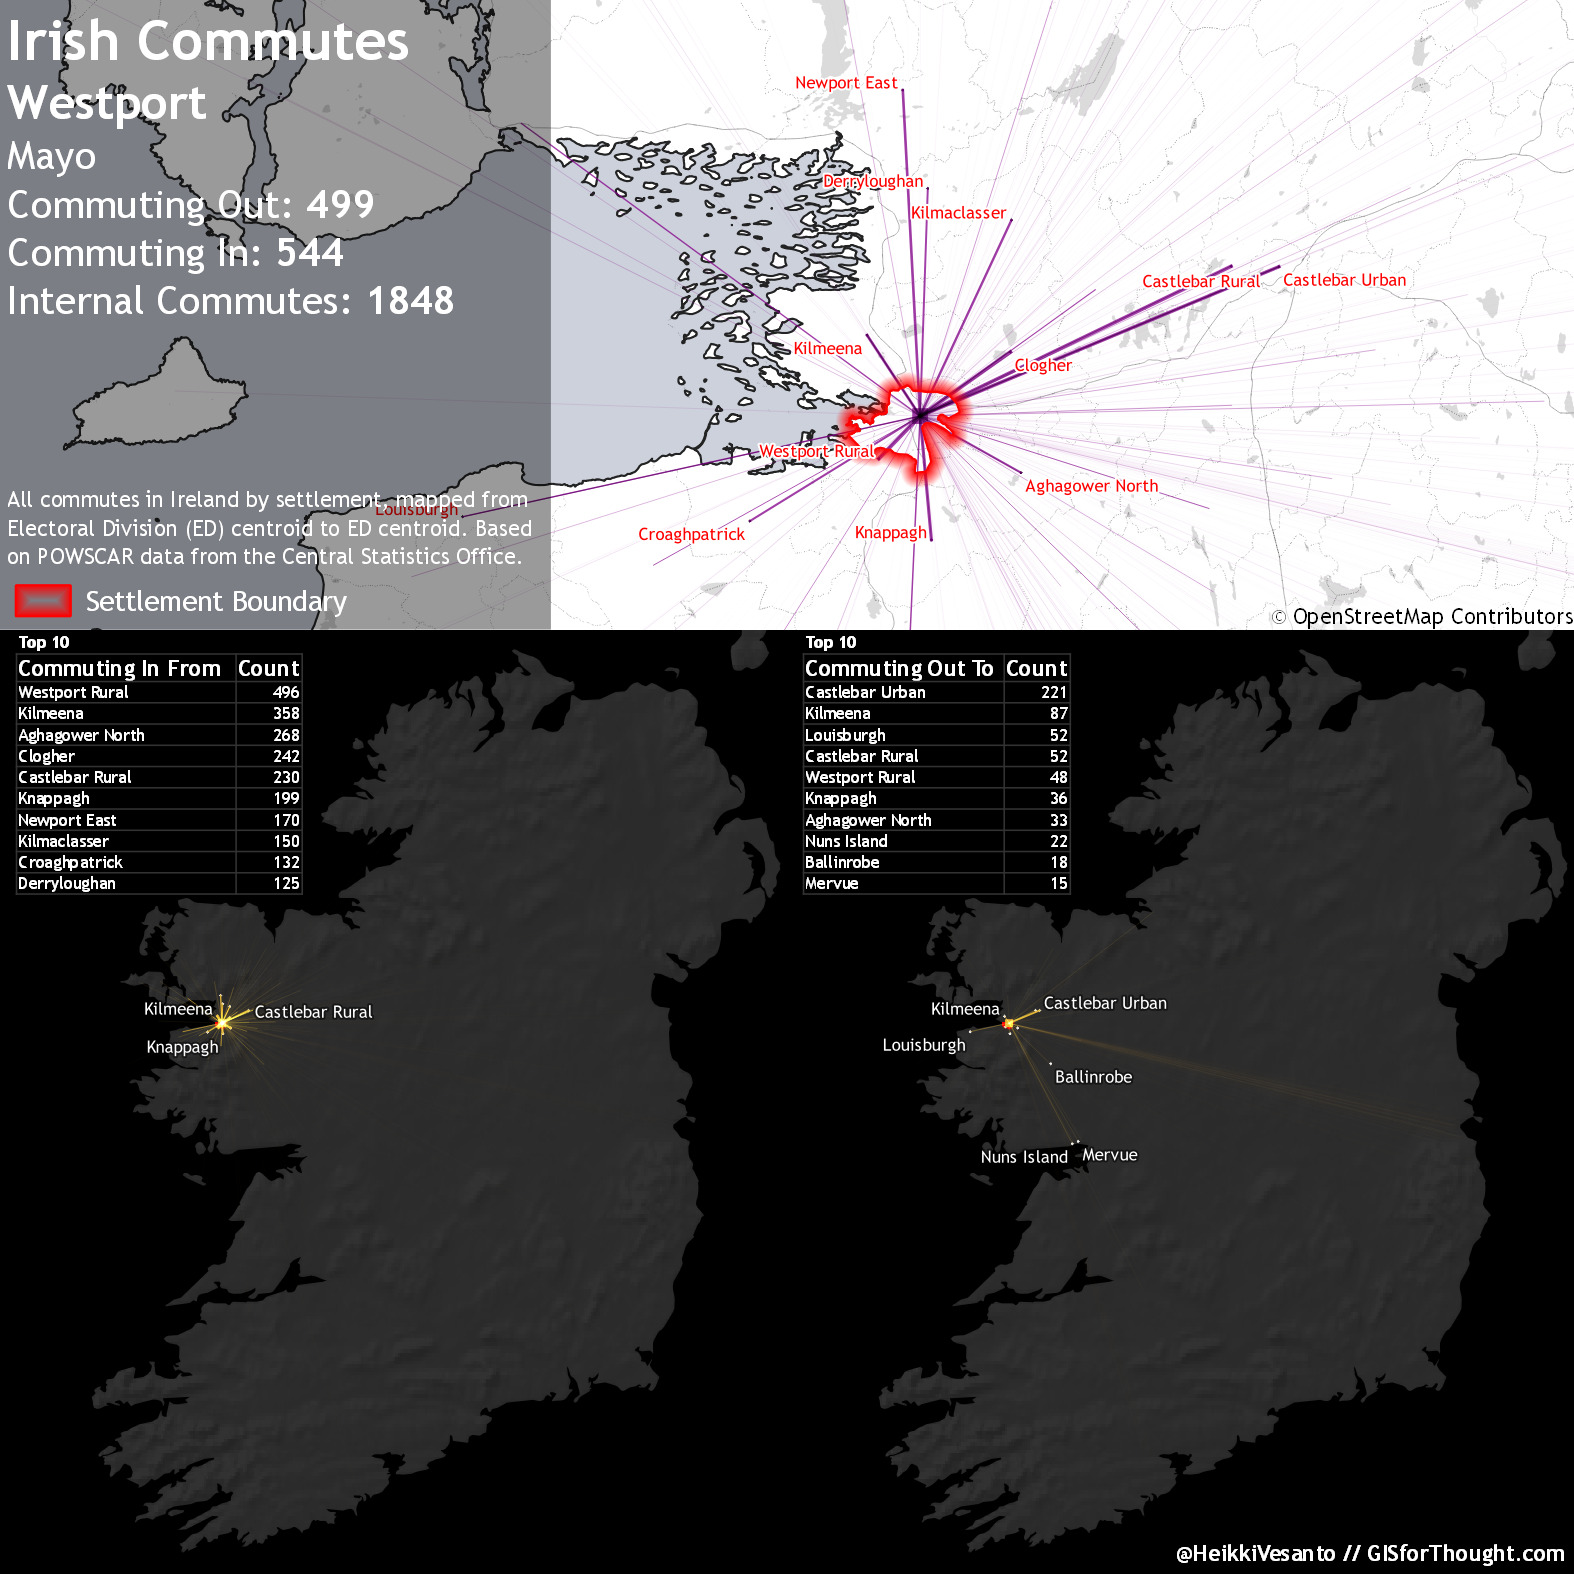 Irish Commutes
Westport
Mayo
Commuting Out: 499
Commuting In: 544
Internal Commutes: 1848
All commutes in Ireland by settlement, mapped from
Electoral Division (ED) centroid to ED centroid. Based
on POWSCAR data from the Central Statistics Office.
Settlement Boundary
Newport East
Derryloughan
Kilmaclasser
Castlebar Rural
Castlebar Urban
Kilmeena
Clogher
Westport Rural
Aghagower North
Louisburgh
Croaghpatrick
Knappagh
© OpenStreetMap Contributors
Top 10
Commuting In From Count
Westport Rural 496
Kilmeena 358
Aghagower North 268
Clogher 242
Castlebar Rural 230
Knappagh 199
Newport East 170
Kilmaclasser 150
Croaghpatrick 132
Derryloughan 125
Kilmeena
Castlebar Rural
Knappagh
Top 10
Commuting Out To Count
Castlebar Urban 221
Kilmeena 87
Louisburgh 52
Castlebar Rural 52
Westport Rural 48
Knappagh 36
Aghagower North 33
Nuns Island 22
Ballinrobe 18
Mervue 15
Kilmeena
Castlebar Urban
Louisburgh
Ballinrobe
Nuns Island
Mervue
@HeikkiVesanto // GISforThought.com